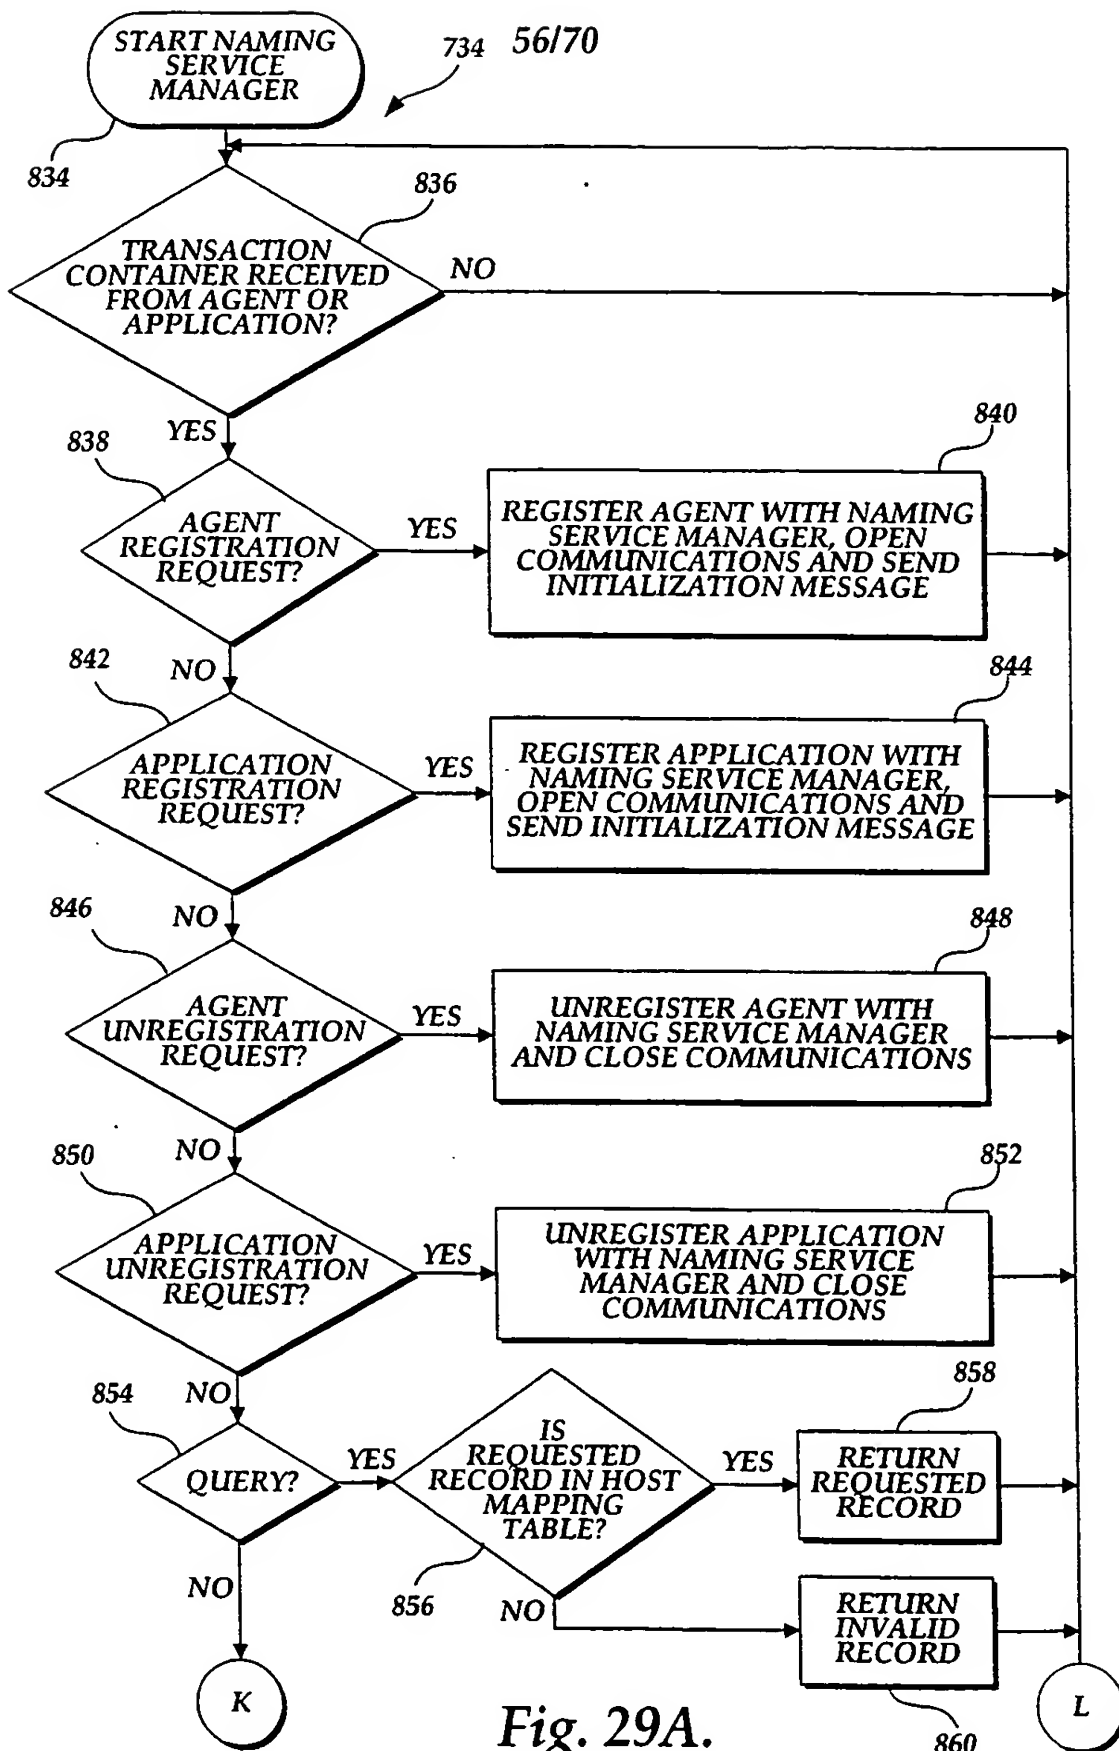 START NAMING
SERVICE
MANAGER
734
56/70
834
836
TRANSACTION
CONTAINER RECEIVED
FROM AGENT OR
APPLICATION?
NO
YES
838
840
AGENT
REGISTRATION
REQUEST?
YES
REGISTER AGENT WITH NAMING
SERVICE MANAGER, OPEN
COMMUNICATIONS AND SEND
INITIALIZATION MESSAGE
NO
842
844
APPLICATION
REGISTRATION
REQUEST?
YES
REGISTER APPLICATION WITH
NAMING SERVICE MANAGER,
OPEN COMMUNICATIONS AND
SEND INITIALIZATION MESSAGE
NO
846
848
AGENT
UNREGISTRATION
REQUEST?
YES
UNREGISTER AGENT WITH
NAMING SERVICE MANAGER
AND CLOSE COMMUNICATIONS
NO
850
852
APPLICATION
UNREGISTRATION
REQUEST?
YES
UNREGISTER APPLICATION
WITH NAMING SERVICE
MANAGER AND CLOSE
COMMUNICATIONS
NO
854
858
QUERY?
YES
IS
REQUESTED
RECORD IN HOST
MAPPING
TABLE?
YES
RETURN
REQUESTED
RECORD
NO
856
NO
RETURN
INVALID
RECORD
K
L
860
Fig. 29A.